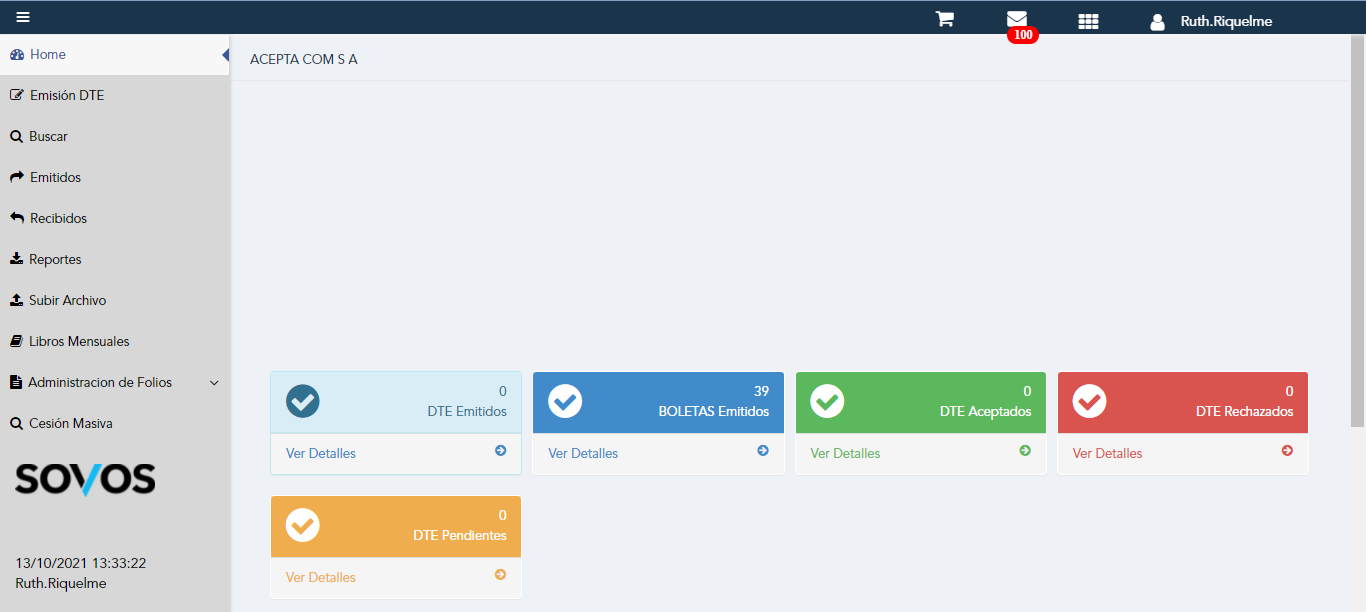 100
Ruth.Riquelme
Home
Emisión DTE
Buscar
Emitidos
Recibidos
Reportes
Subir Archivo
Libros Mensuales
Administracion de Folios
Cesión Masiva
SOVOS
13/10/2021 13:33:22
Ruth.Riquelme
ACEPTA COM S A
0
DTE Emitidos
Ver Detalles
39
BOLETAS Emitidos
Ver Detalles
0
DTE Aceptados
Ver Detalles
0
DTE Rechazados
Ver Detalles
0
DTE Pendientes
Ver Detalles